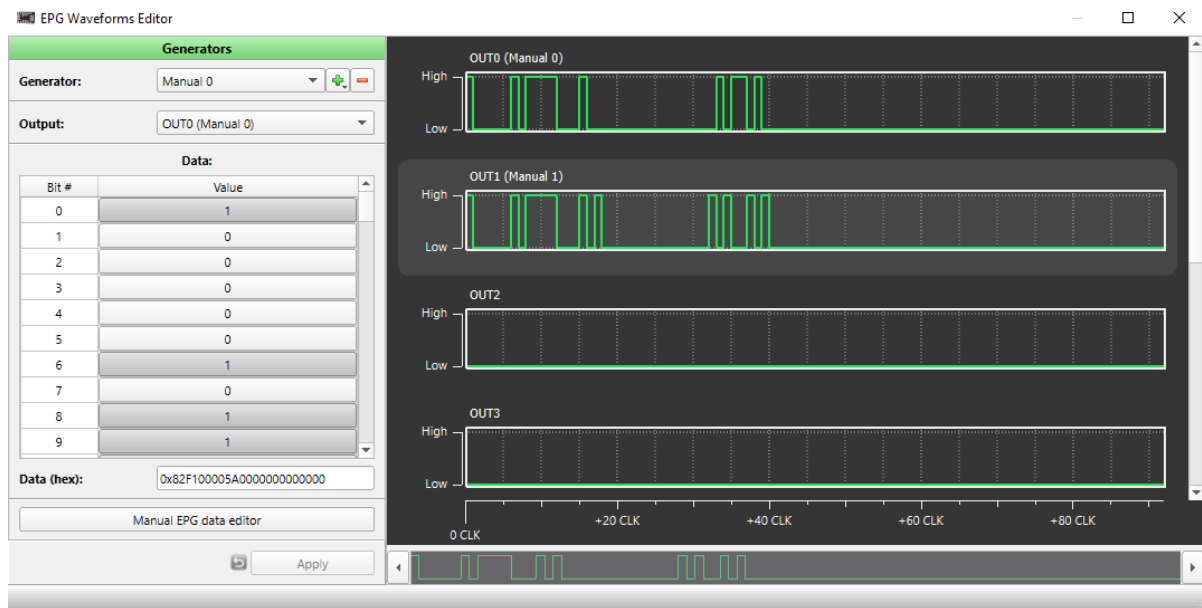 EPG Waveforms Editor
Generators
Generator: Manual 0
Output: OUT0 (Manual 0)
Data:
Bit # Value
0 1
1 0
2 0
3 0
4 0
5 0
6 1
7 0
8 1
9 1
Data (hex): 0x82F100005A0000000000000
Manual EPG data editor
Apply
OUT0 (Manual 0)
High
Low
OUT1 (Manual 1)
High
Low
OUT2
High
Low
OUT3
High
Low
0 CLK +20 CLK +40 CLK +60 CLK +80 CLK